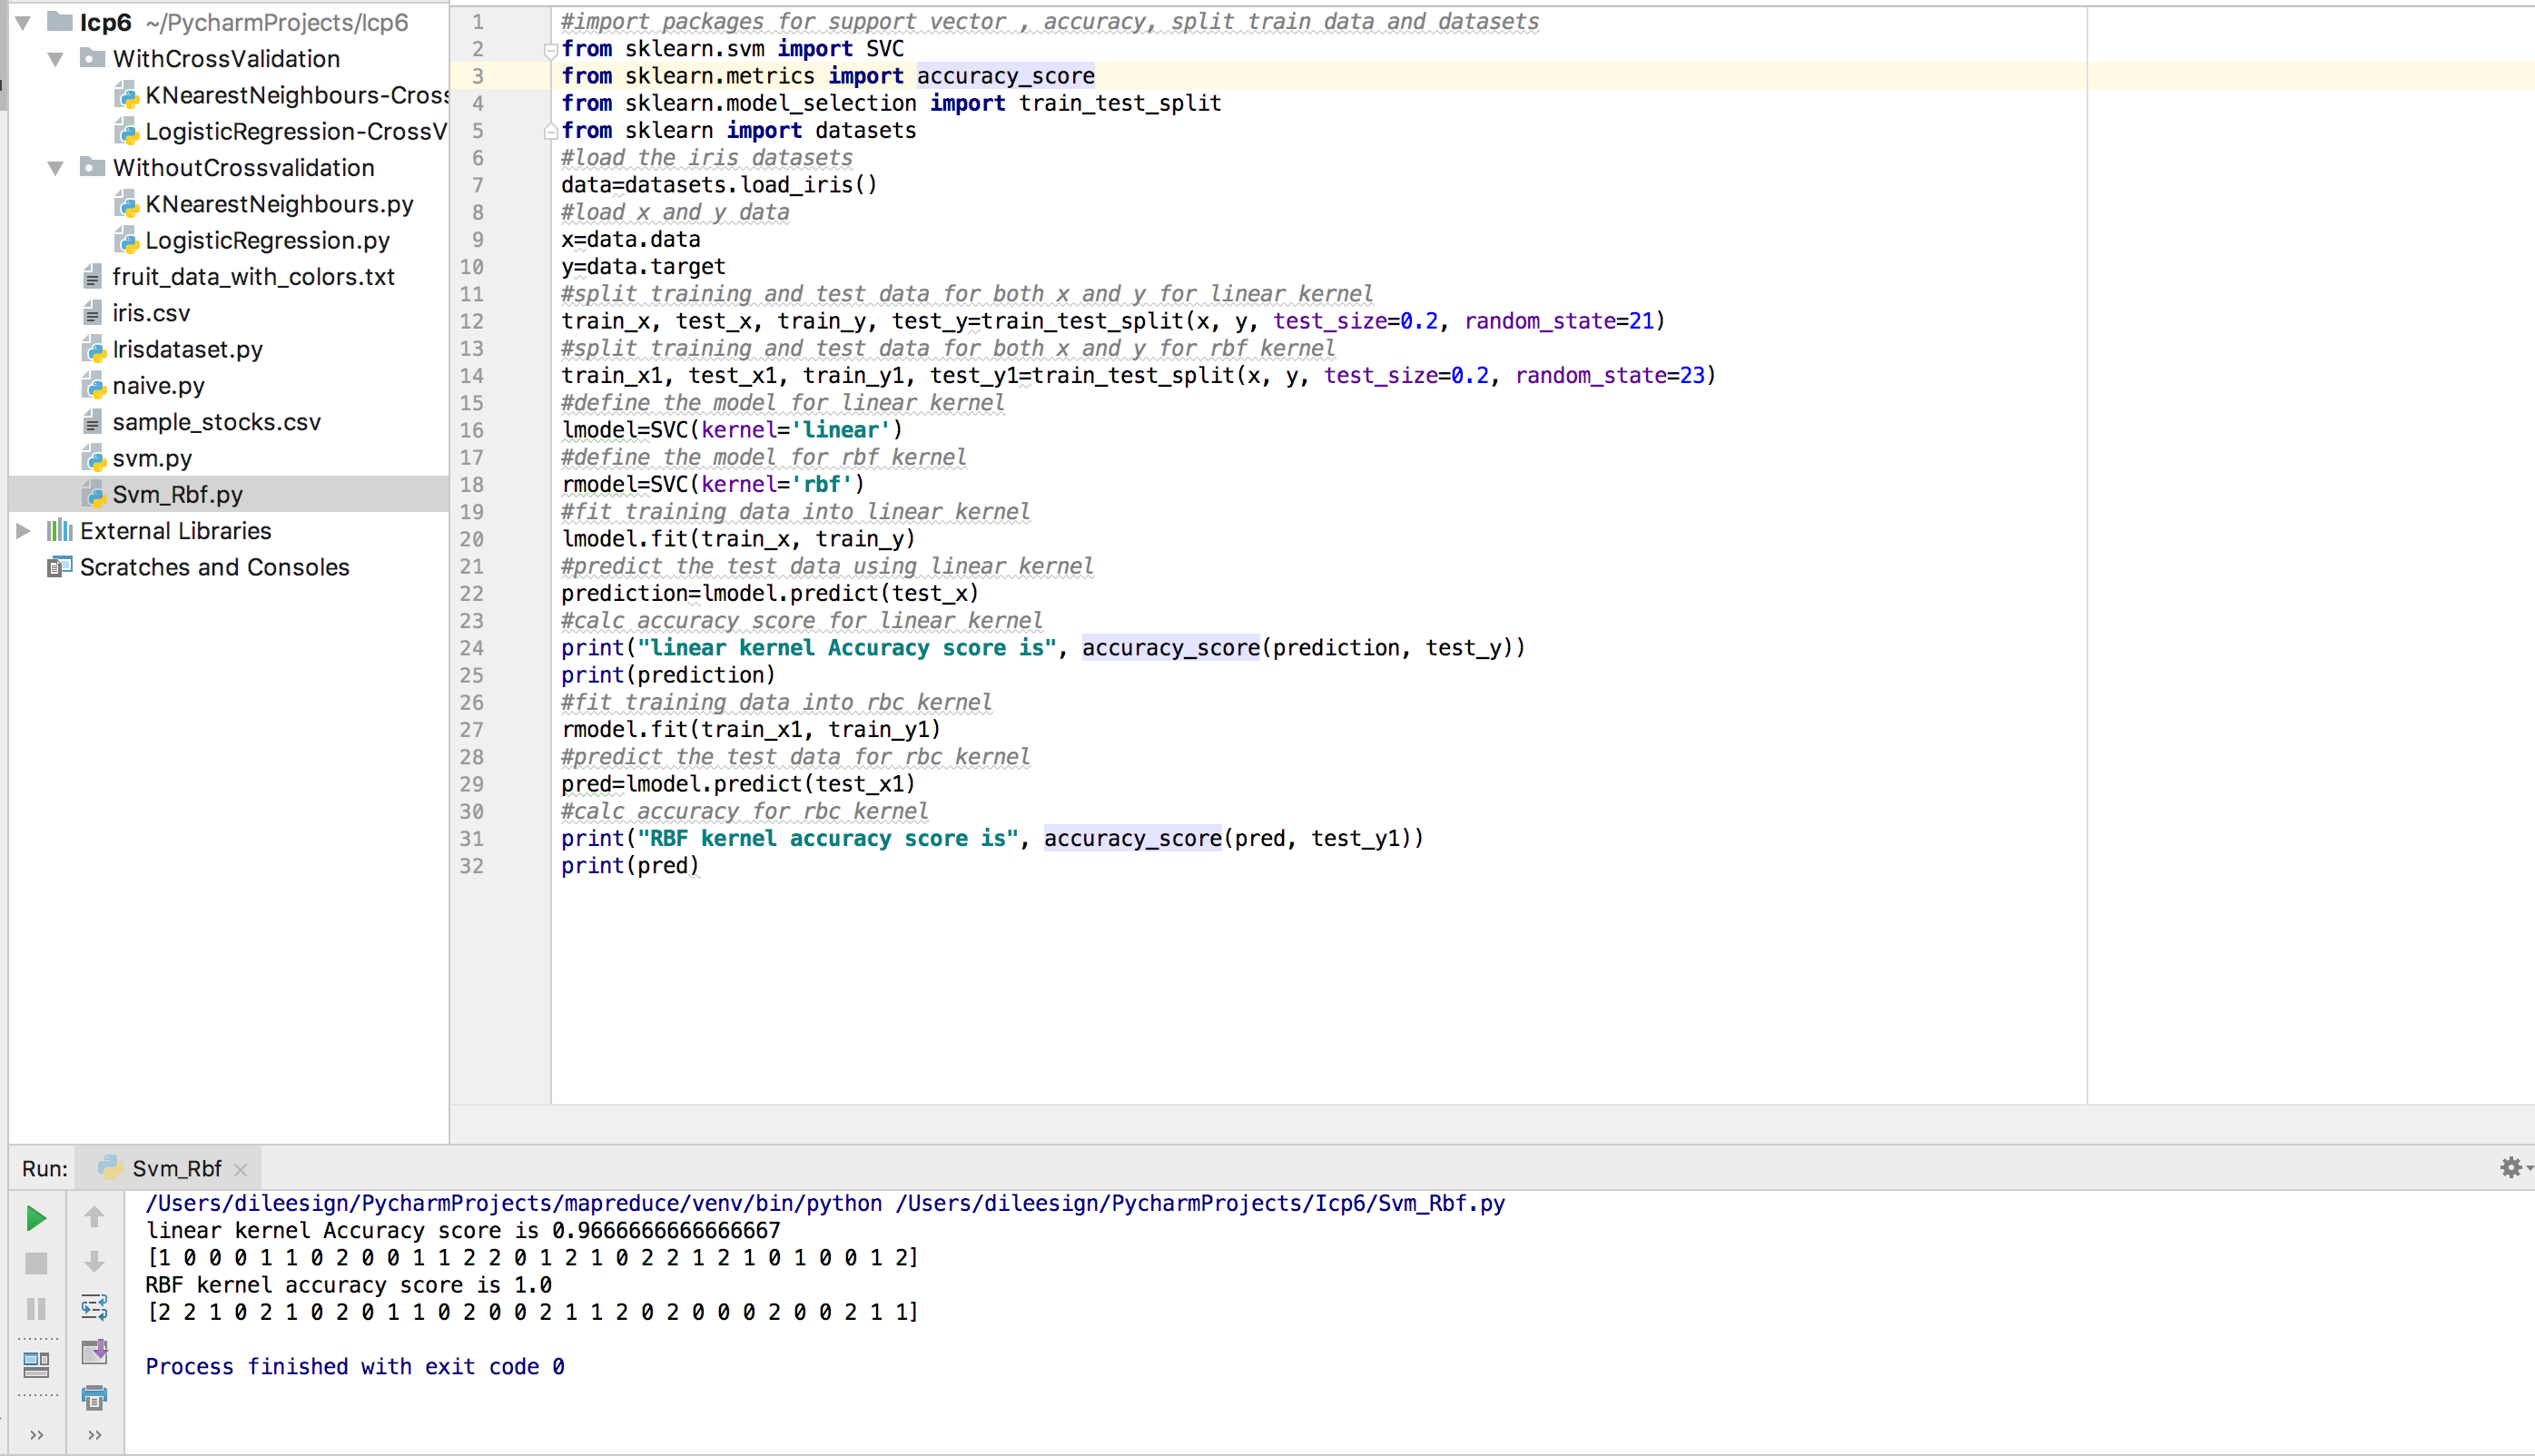 Icp6 ~/PycharmProjects/Icp6
WithCrossValidation
KNearestNeighbours-Cross
LogisticRegression-CrossV
WithoutCrossvalidation
KNearestNeighbours.py
LogisticRegression.py
fruit_data_with_colors.txt
iris.csv
Irisdataset.py
naive.py
sample_stocks.csv
svm.py
Svm_Rbf.py
External Libraries
Scratches and Consoles
1 #import packages for support vector , accuracy, split train data and datasets
2 from sklearn.svm import SVC
3 from sklearn.metrics import accuracy_score
4 from sklearn.model_selection import train_test_split
5 from sklearn import datasets
6 #load the iris datasets
7 data=datasets.load_iris()
8 #load x and y data
9 x=data.data
10 y=data.target
11 #split training and test data for both x and y for linear kernel
12 train_x, test_x, train_y, test_y=train_test_split(x, y, test_size=0.2, random_state=21)
13 #split training and test data for both x and y for rbf kernel
14 train_x1, test_x1, train_y1, test_y1=train_test_split(x, y, test_size=0.2, random_state=23)
15 #define the model for linear kernel
16 lmodel=SVC(kernel='linear')
17 #define the model for rbf kernel
18 rmodel=SVC(kernel='rbf')
19 #fit training data into linear kernel
20 lmodel.fit(train_x, train_y)
21 #predict the test data using linear kernel
22 prediction=lmodel.predict(test_x)
23 #calc accuracy score for linear kernel
24 print("linear kernel Accuracy score is", accuracy_score(prediction, test_y))
25 print(prediction)
26 #fit training data into rbc kernel
27 rmodel.fit(train_x1, train_y1)
28 #predict the test data for rbc kernel
29 pred=lmodel.predict(test_x1)
30 #calc accuracy for rbc kernel
31 print("RBF kernel accuracy score is", accuracy_score(pred, test_y1))
32 print(pred)
Run: Svm_Rbf
/Users/dileesign/PycharmProjects/mapreduce/venv/bin/python /Users/dileesign/PycharmProjects/Icp6/Svm_Rbf.py
linear kernel Accuracy score is 0.9666666666666667
[1 0 0 0 1 1 0 2 0 0 1 1 2 2 0 1 2 1 0 2 2 1 2 1 0 1 0 0 1 2]
RBF kernel accuracy score is 1.0
[2 2 1 0 2 1 0 2 0 1 1 0 2 0 0 2 1 1 2 0 2 0 0 0 2 0 0 2 1 1]
Process finished with exit code 0